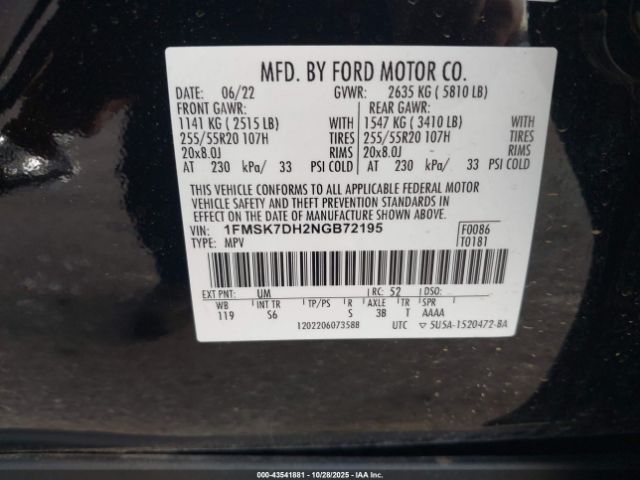 MFD. BY FORD MOTOR CO.
DATE: 06/22 GVWR: 2635 KG ( 5810 LB)
FRONT GAWR: REAR GAWR:
1141 KG ( 2515 LB) WITH 1547 KG ( 3410 LB) WITH
255/55R20 107H TIRES 255/55R20 107H TIRES
20x8.0J RIMS 20x8.0J RIMS
AT 230 kPa/ 33 PSI COLD AT 230 kPa/ 33 PSI COLD
THIS VEHICLE CONFORMS TO ALL APPLICABLE FEDERAL MOTOR
VEHICLE SAFETY AND THEFT PREVENTION STANDARDS IN
EFFECT ON THE DATE OF MANUFACTURE SHOWN ABOVE.
VIN: 1FMSK7DH2NGB72195 F0086
TYPE: MPV T0181
EXT PNT: UM RC: 52 DSO:
WB INT TR TP/PS R AXLE TR SPR
119 S6 S 3B T AAAA
1202206073588 UTC ▽ 5U5A-1520472-BA
000-43541881 | 10/28/2025 | Copyright IAA, Inc.